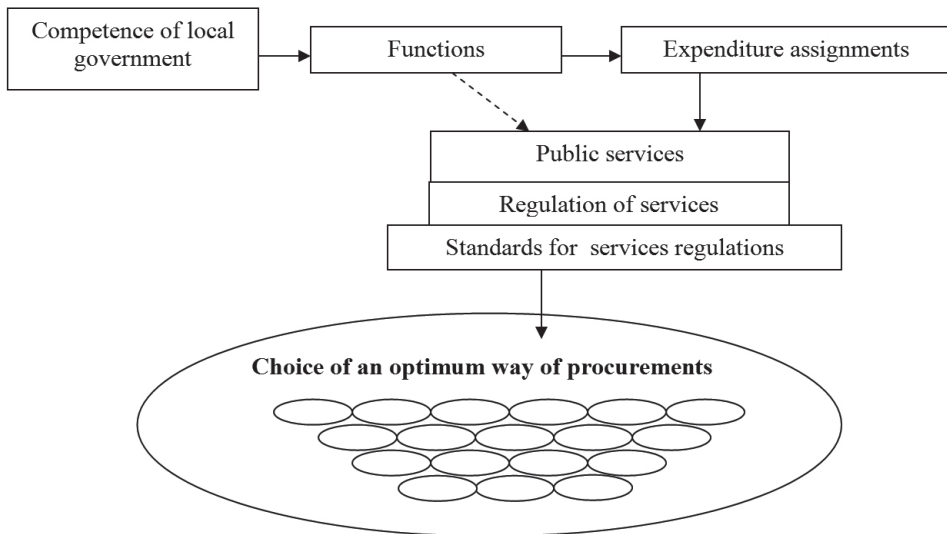 Competence of local
government
Functions
Expenditure assignments
Public services
Regulation of services
Standards for services regulations
Choice of an optimum way of procurements